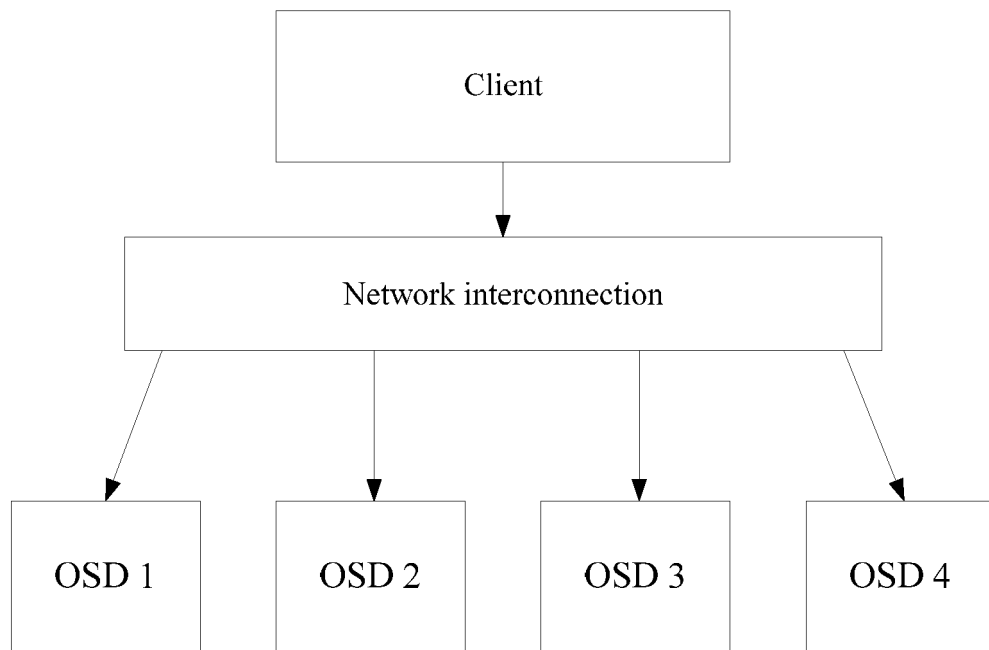 Client
Network interconnection
OSD 1
OSD 2
OSD 3
OSD 4